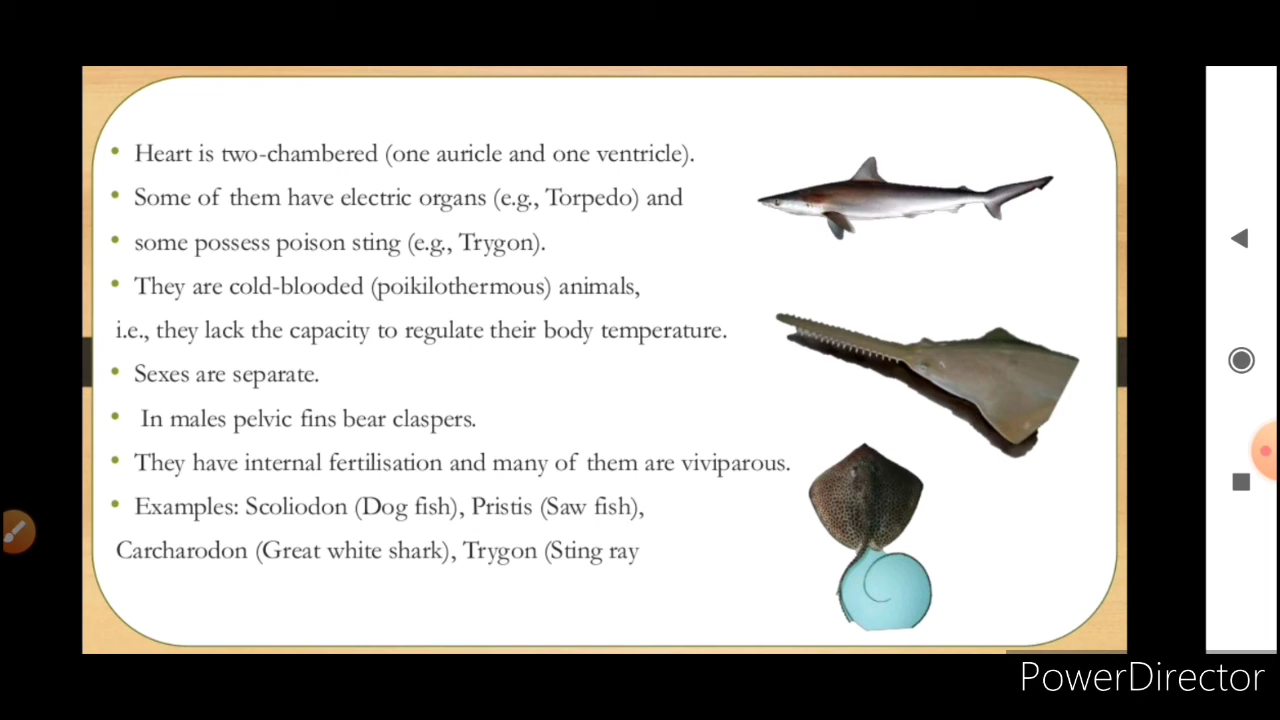 • Heart is two-chambered (one auricle and one ventricle).
• Some of them have electric organs (e.g., Torpedo) and
• some possess poison sting (e.g., Trygon).
• They are cold-blooded (poikilothermous) animals,
i.e., they lack the capacity to regulate their body temperature.
• Sexes are separate.
• In males pelvic fins bear claspers.
• They have internal fertilisation and many of them are viviparous.
• Examples: Scoliodon (Dog fish), Pristis (Saw fish),
Carcharodon (Great white shark), Trygon (Sting ray
PowerDirector